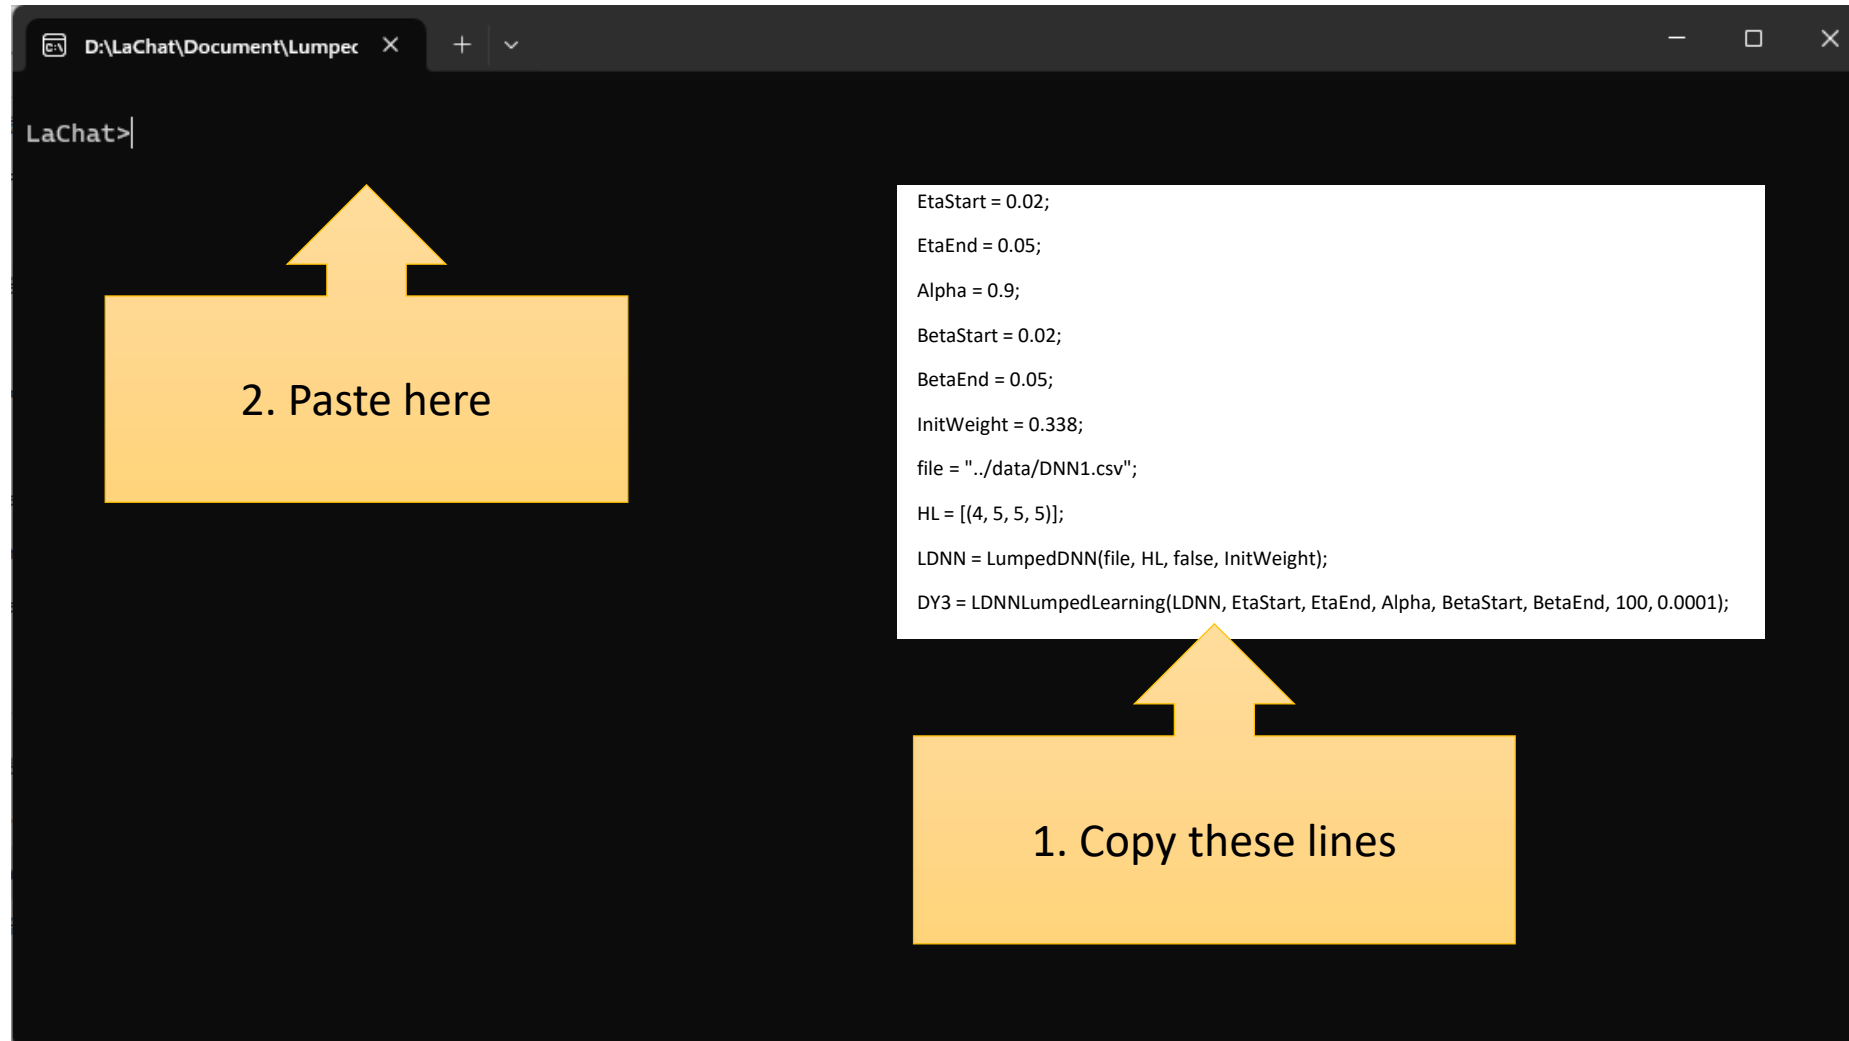 D:\LaChat\Document\Lumpec
LaChat>
EtaStart = 0.02;
EtaEnd = 0.05;
Alpha = 0.9;
BetaStart = 0.02;
BetaEnd = 0.05;
InitWeight = 0.338;
file = "../data/DNN1.csv";
HL = [(4, 5, 5, 5)];
LDNN = LumpedDNN(file, HL, false, InitWeight);
DY3 = LDNNLumpedLearning(LDNN, EtaStart, EtaEnd, Alpha, BetaStart, BetaEnd, 100, 0.0001);
2. Paste here
1. Copy these lines